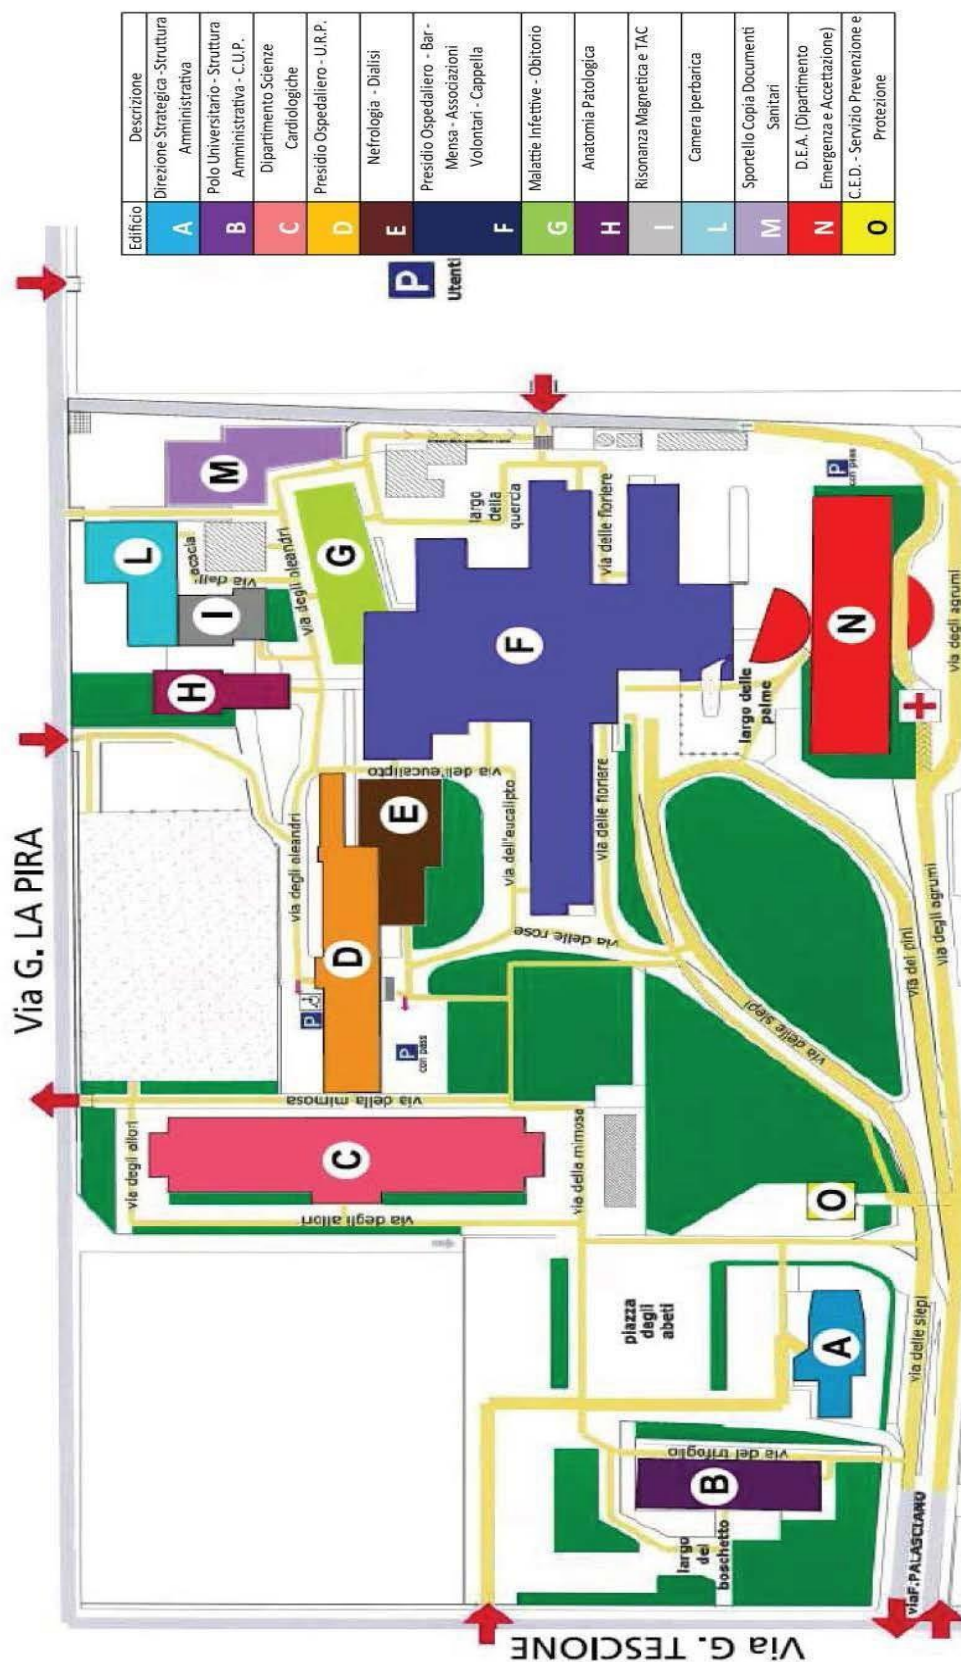 Via G. LA PIRA
Via G. TESCIONE
Edificio Descrizione
A Direzione Strategica -Struttura
Amministrativa
B Polo Universitario - Struttura
Amministrativa - C.U.P.
C Dipartimento Scienze
Cardiologiche
D Presidio Ospedaliero - U.R.P.
E Nefrologia - Dialisi
F Presidio Ospedaliero - Bar -
Mensa - Associazioni
Volontari - Cappella
G Malattie Infettive - Obitorio
H Anatomia Patologica
I Risonanza Magnetica e TAC
L Camera Iperbarica
M Sportello Copia Documenti
Sanitari
N D.E.A. (Dipartimento
Emergenza e Accettazione)
O C.E.D. - Servizio Prevenzione e
Protezione
P
Utenti
M
L
I
H
G
F
E
D
C
N
O
A
B
via dell'
acacia
via degli oleandri
via degli oleandri
largo
della
quercia
via delle fioriere
via delle fioriere
via dell'eucalipto
via dell'eucalipto
via delle rose
largo delle
palme
P
con pass
P
P
con pass
via degli agrumi
via degli agrumi
via dei pini
via delle siepi
via delle siepi
via della mimosa
via della mimosa
via degli allori
via degli allori
piazza
degli
abeti
via del trifoglio
largo
del
boschetto
viaF.PALASCIANO